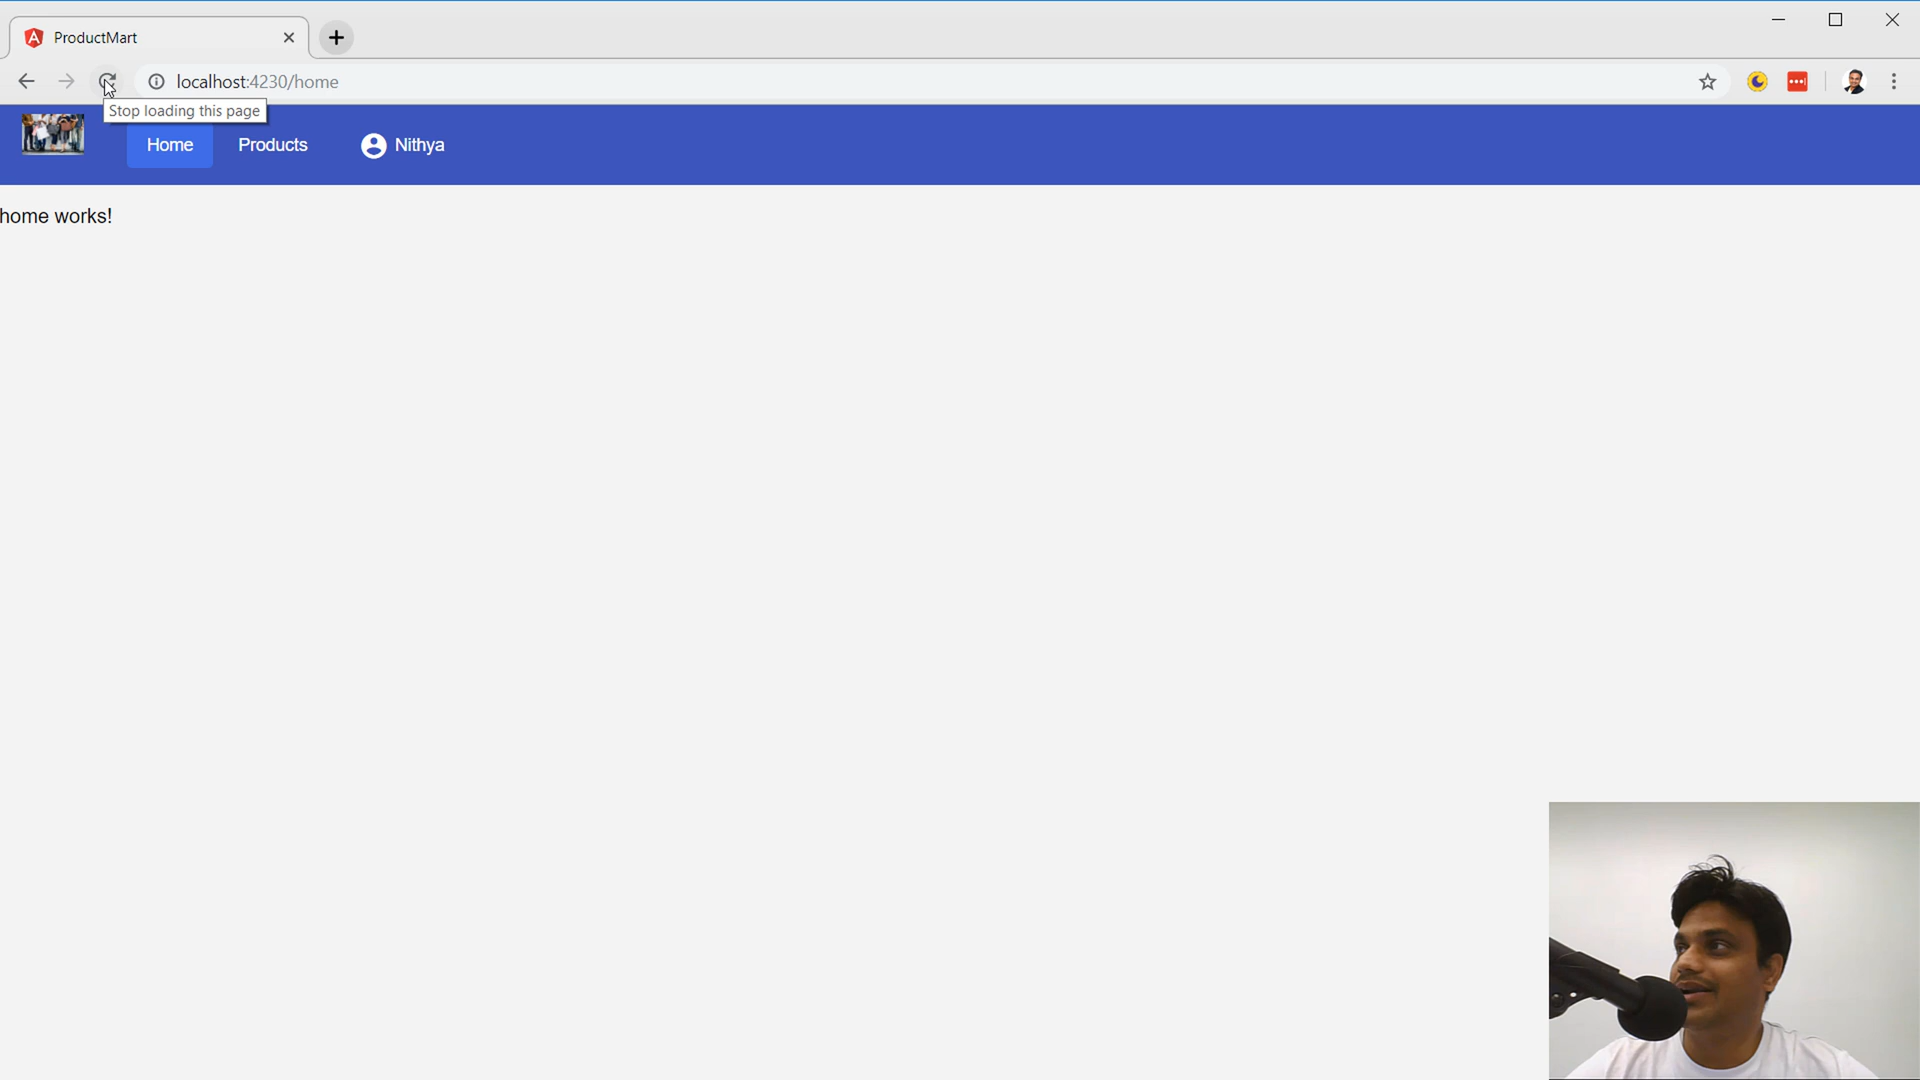 ProductMart
localhost:4230/home
Stop loading this page
Home
Products
Nithya
home works!